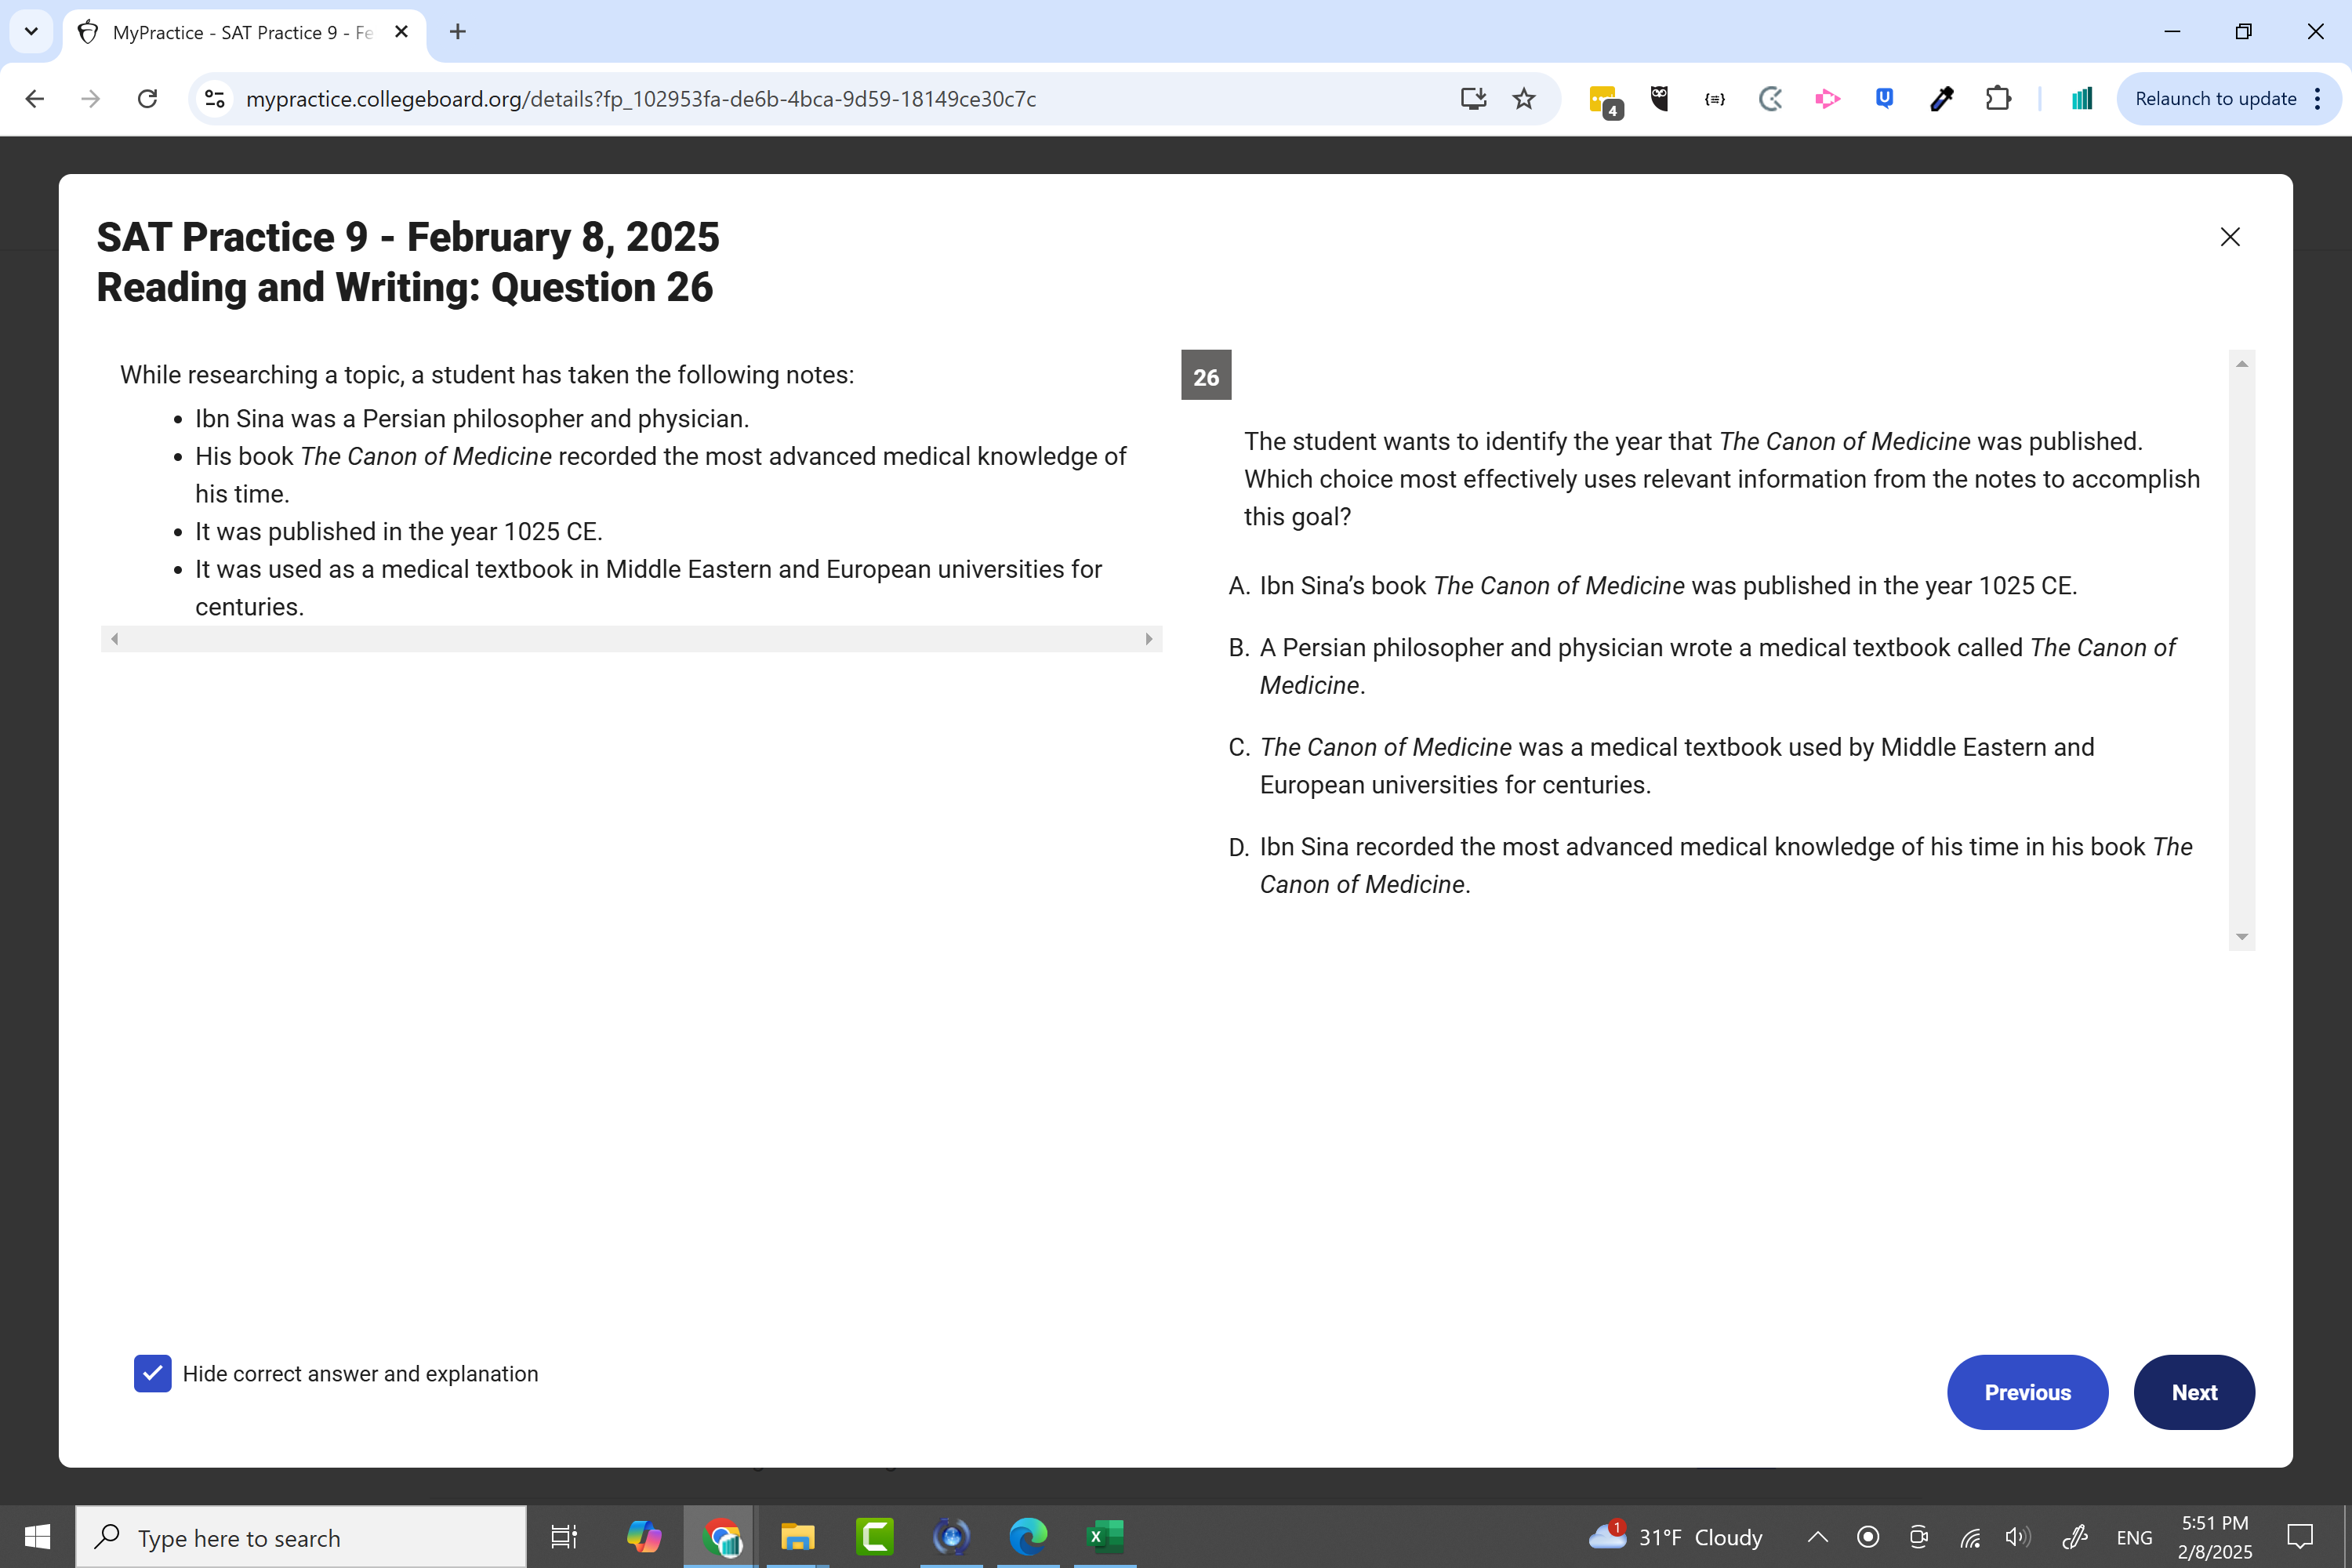 MyPractice - SAT Practice 9 - Fe
mypractice.collegeboard.org/details?fp_102953fa-de6b-4bca-9d59-18149ce30c7c
4
Relaunch to update
SAT Practice 9 - February 8, 2025
Reading and Writing: Question 26
While researching a topic, a student has taken the following notes:
• Ibn Sina was a Persian philosopher and physician.
• His book The Canon of Medicine recorded the most advanced medical knowledge of
his time.
• It was published in the year 1025 CE.
• It was used as a medical textbook in Middle Eastern and European universities for
centuries.
26
The student wants to identify the year that The Canon of Medicine was published.
Which choice most effectively uses relevant information from the notes to accomplish
this goal?
A. Ibn Sina’s book The Canon of Medicine was published in the year 1025 CE.
B. A Persian philosopher and physician wrote a medical textbook called The Canon of
Medicine.
C. The Canon of Medicine was a medical textbook used by Middle Eastern and
European universities for centuries.
D. Ibn Sina recorded the most advanced medical knowledge of his time in his book The
Canon of Medicine.
Hide correct answer and explanation
Previous
Next
Type here to search
1
31°F Cloudy
ENG
5:51 PM
2/8/2025